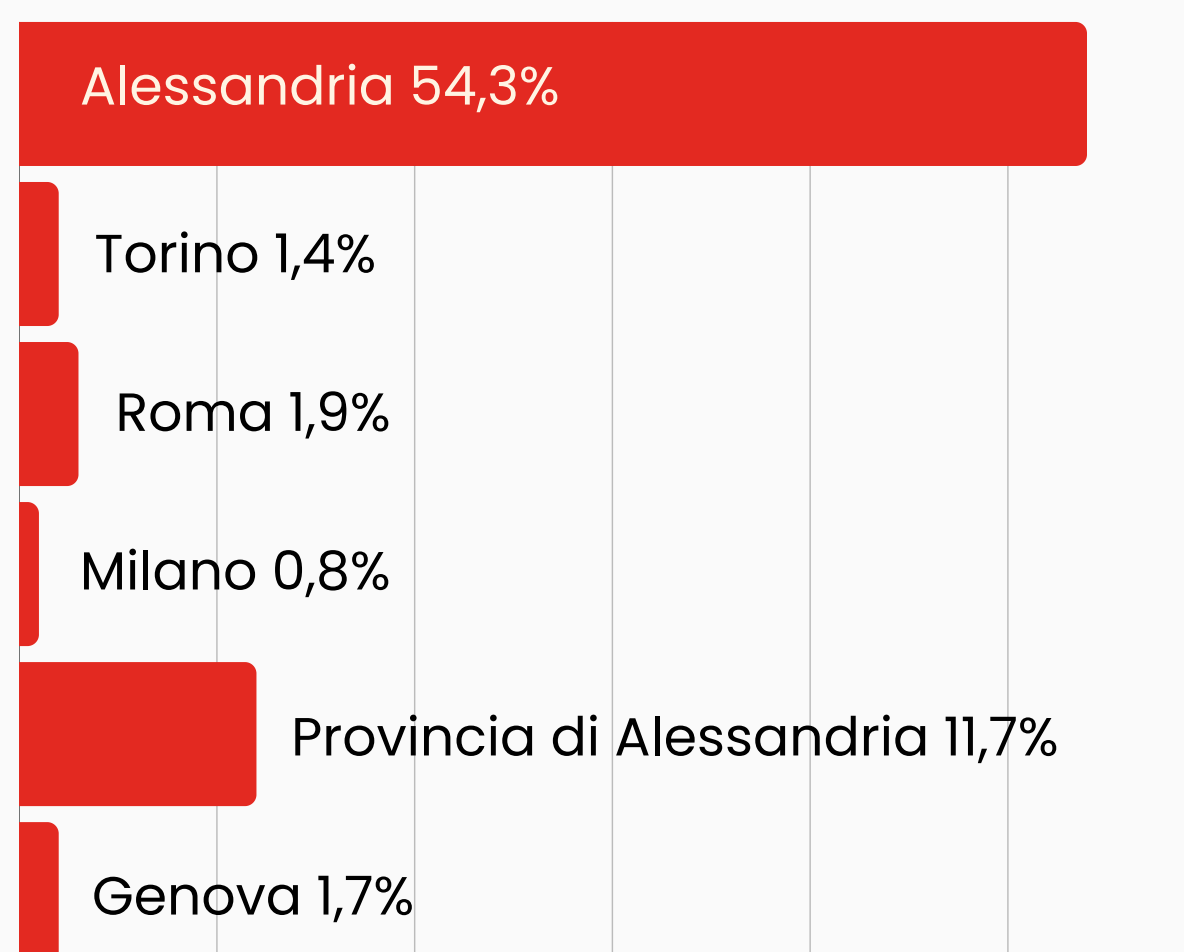 Alessandria 54,3%
Torino 1,4%
Roma 1,9%
Milano 0,8%
Provincia di Alessandria 11,7%
Genova 1,7%